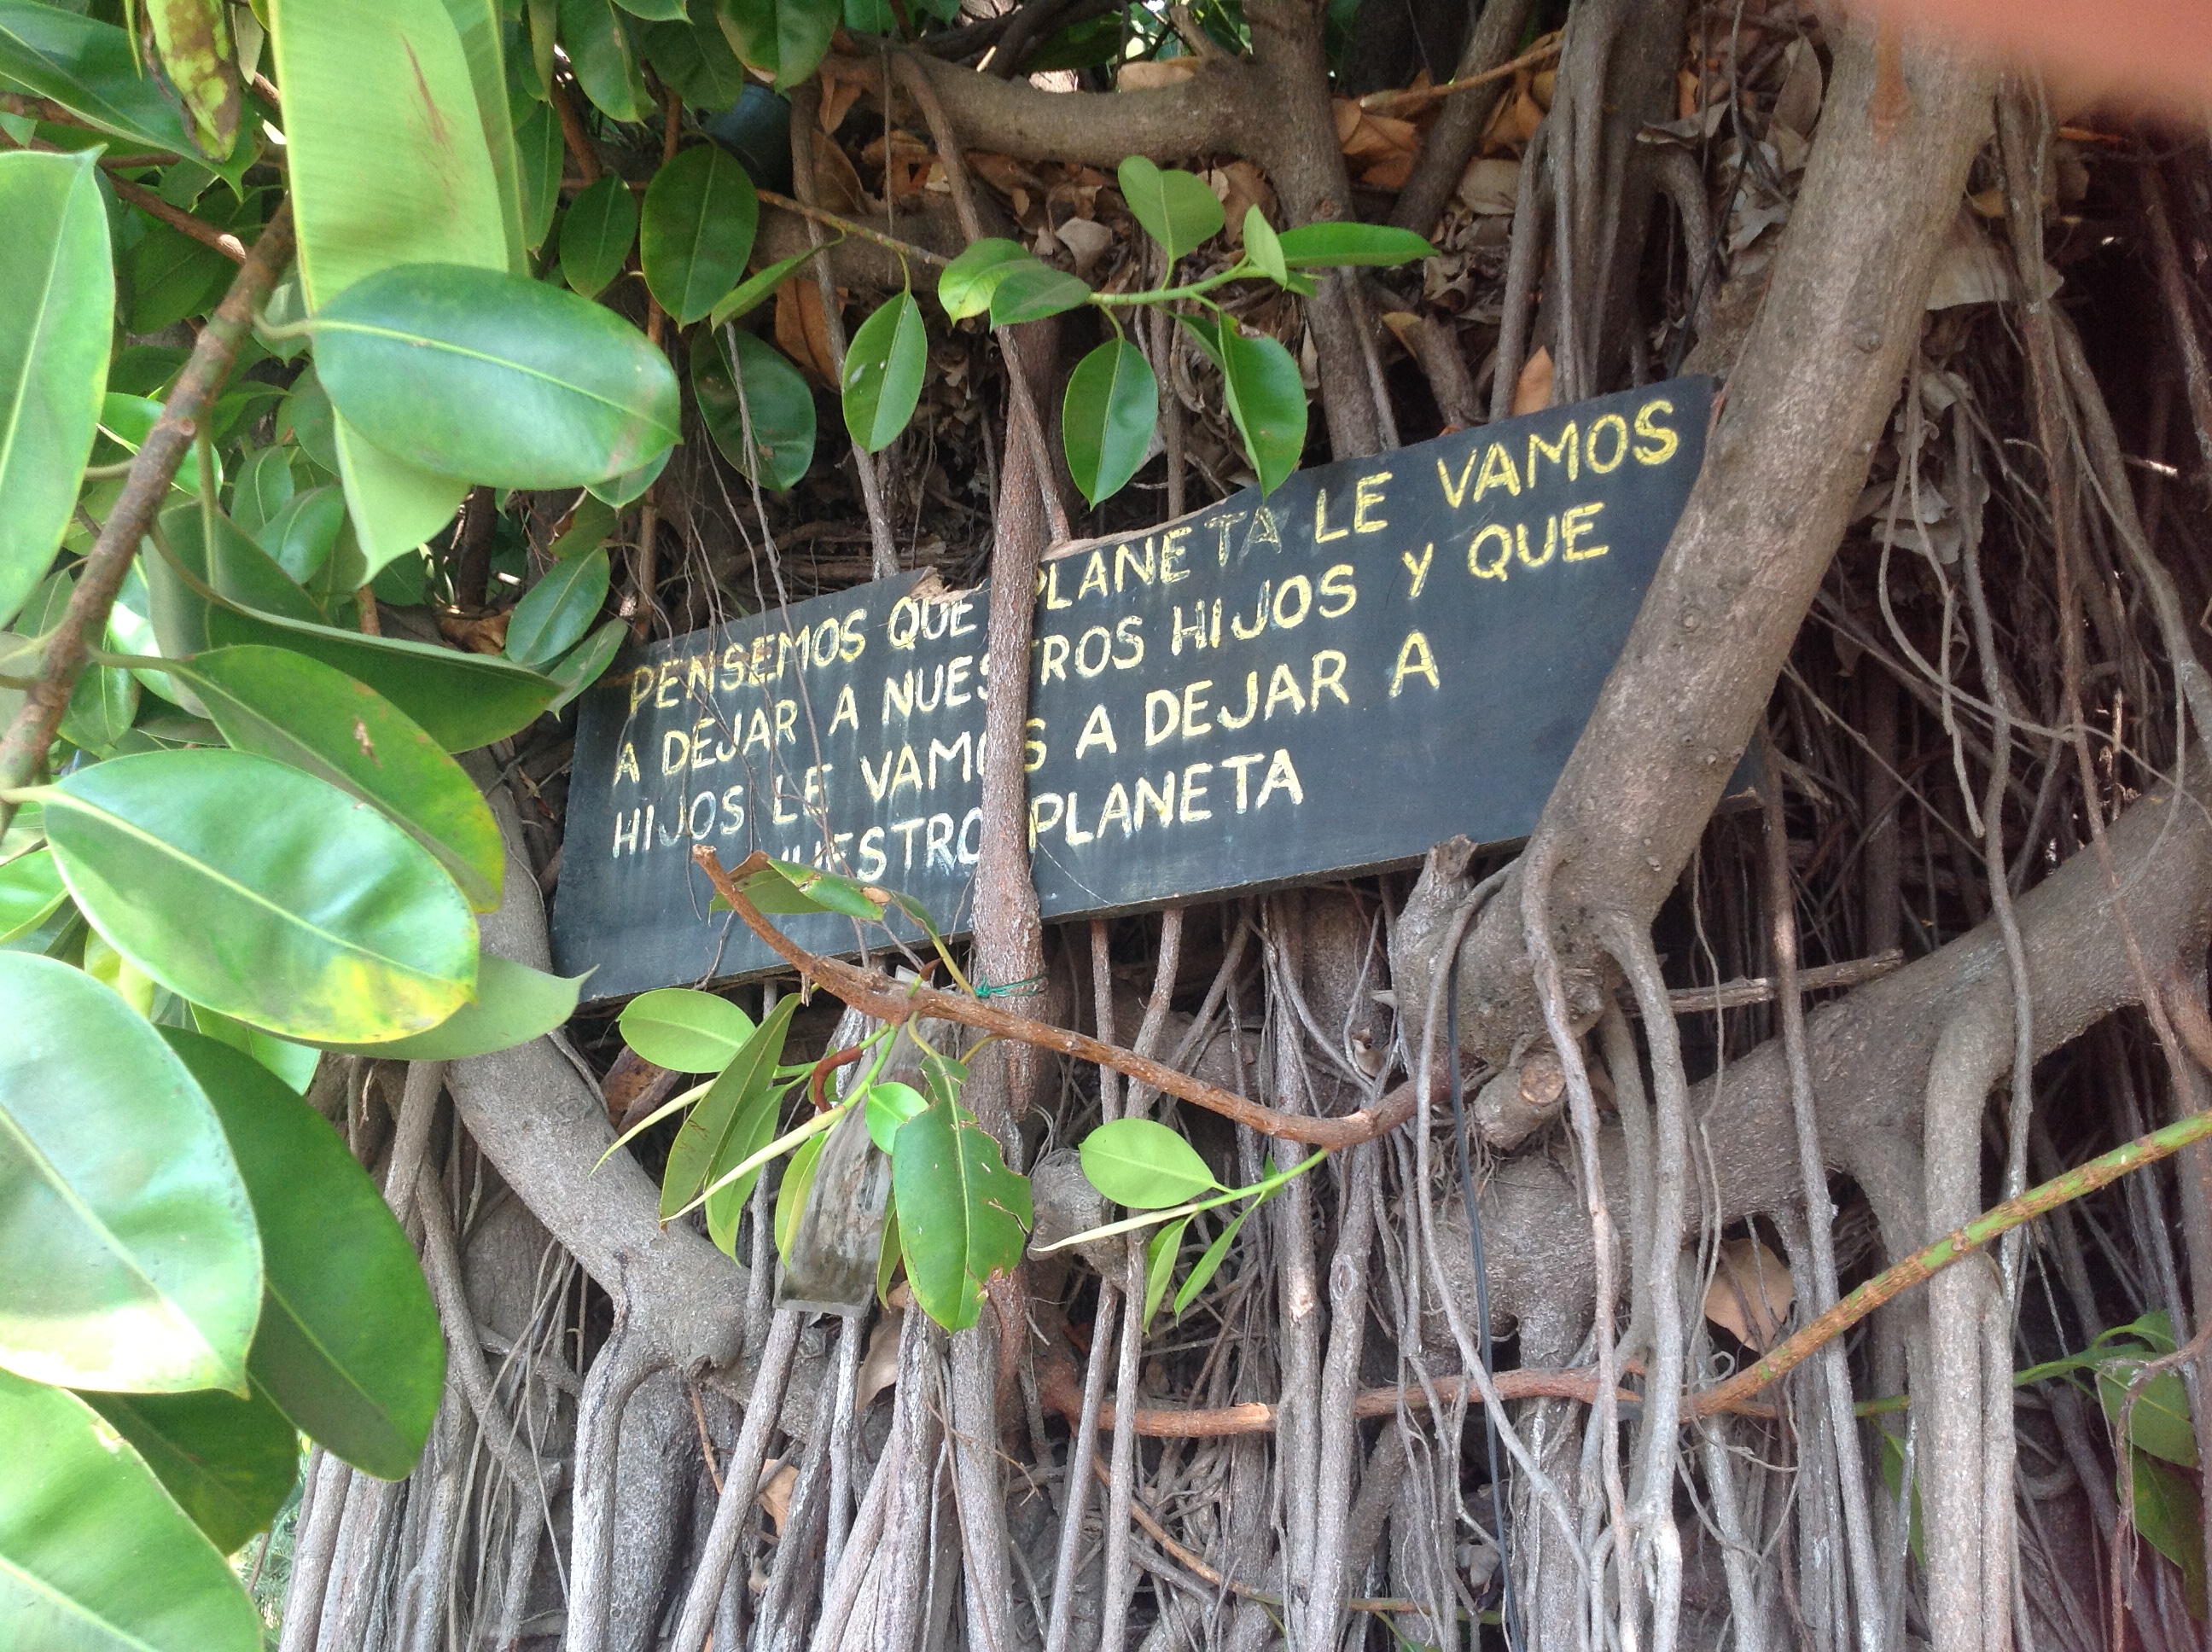 PENSEMOS QUE PLANETA LE VAMOS
A DEJAR A NUESTROS HIJOS Y QUE
HIJOS LE VAMOS A DEJAR A
NUESTRO PLANETA